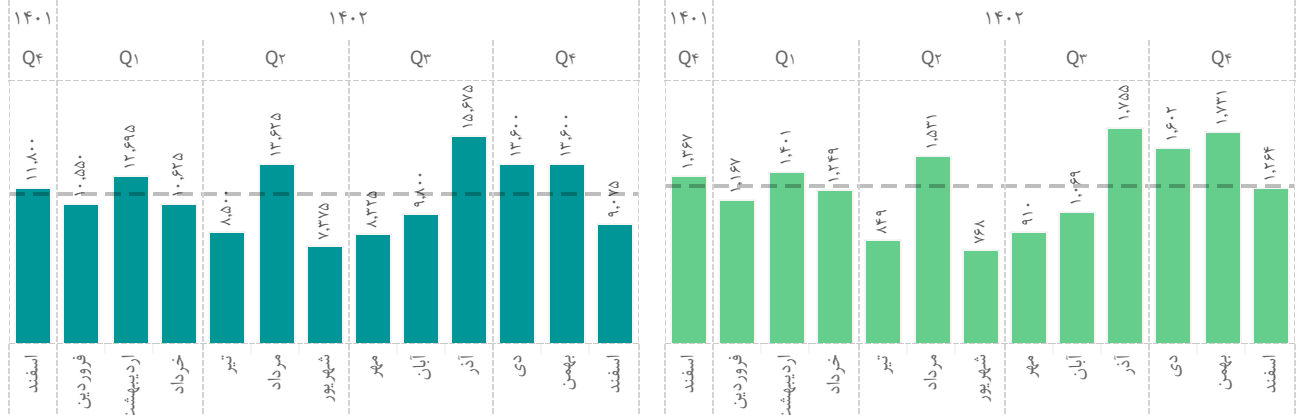 ۱۴۰۱ ۱۴۰۲
Q۴ Q۱ Q۲ Q۳ Q۴
۱۱,۸۰۰ ۱۰,۵۵۰ ۱۲,۶۹۵ ۱۰,۶۲۵ ۸,۵۰۰ ۱۳,۶۲۵ ۷,۳۷۵ ۸,۳۲۵ ۹,۸۰۰ ۱۵,۶۷۵ ۱۳,۶۰۰ ۱۳,۶۰۰ ۹,۰۷۵
اسفند فروردین اردیبهشت خرداد تیر مرداد شهریور مهر آبان آذر دی بهمن اسفند
۱۴۰۱ ۱۴۰۲
Q۴ Q۱ Q۲ Q۳ Q۴
۱,۳۶۷ ۱,۱۶۷ ۱,۴۰۱ ۱,۲۴۹ ۸۴۹ ۱,۵۳۱ ۷۶۸ ۹۱۰ ۱,۰۶۹ ۱,۷۵۵ ۱,۶۰۲ ۱,۷۳۱ ۱,۲۶۴
اسفند فروردین اردیبهشت خرداد تیر مرداد شهریور مهر آبان آذر دی بهمن اسفند